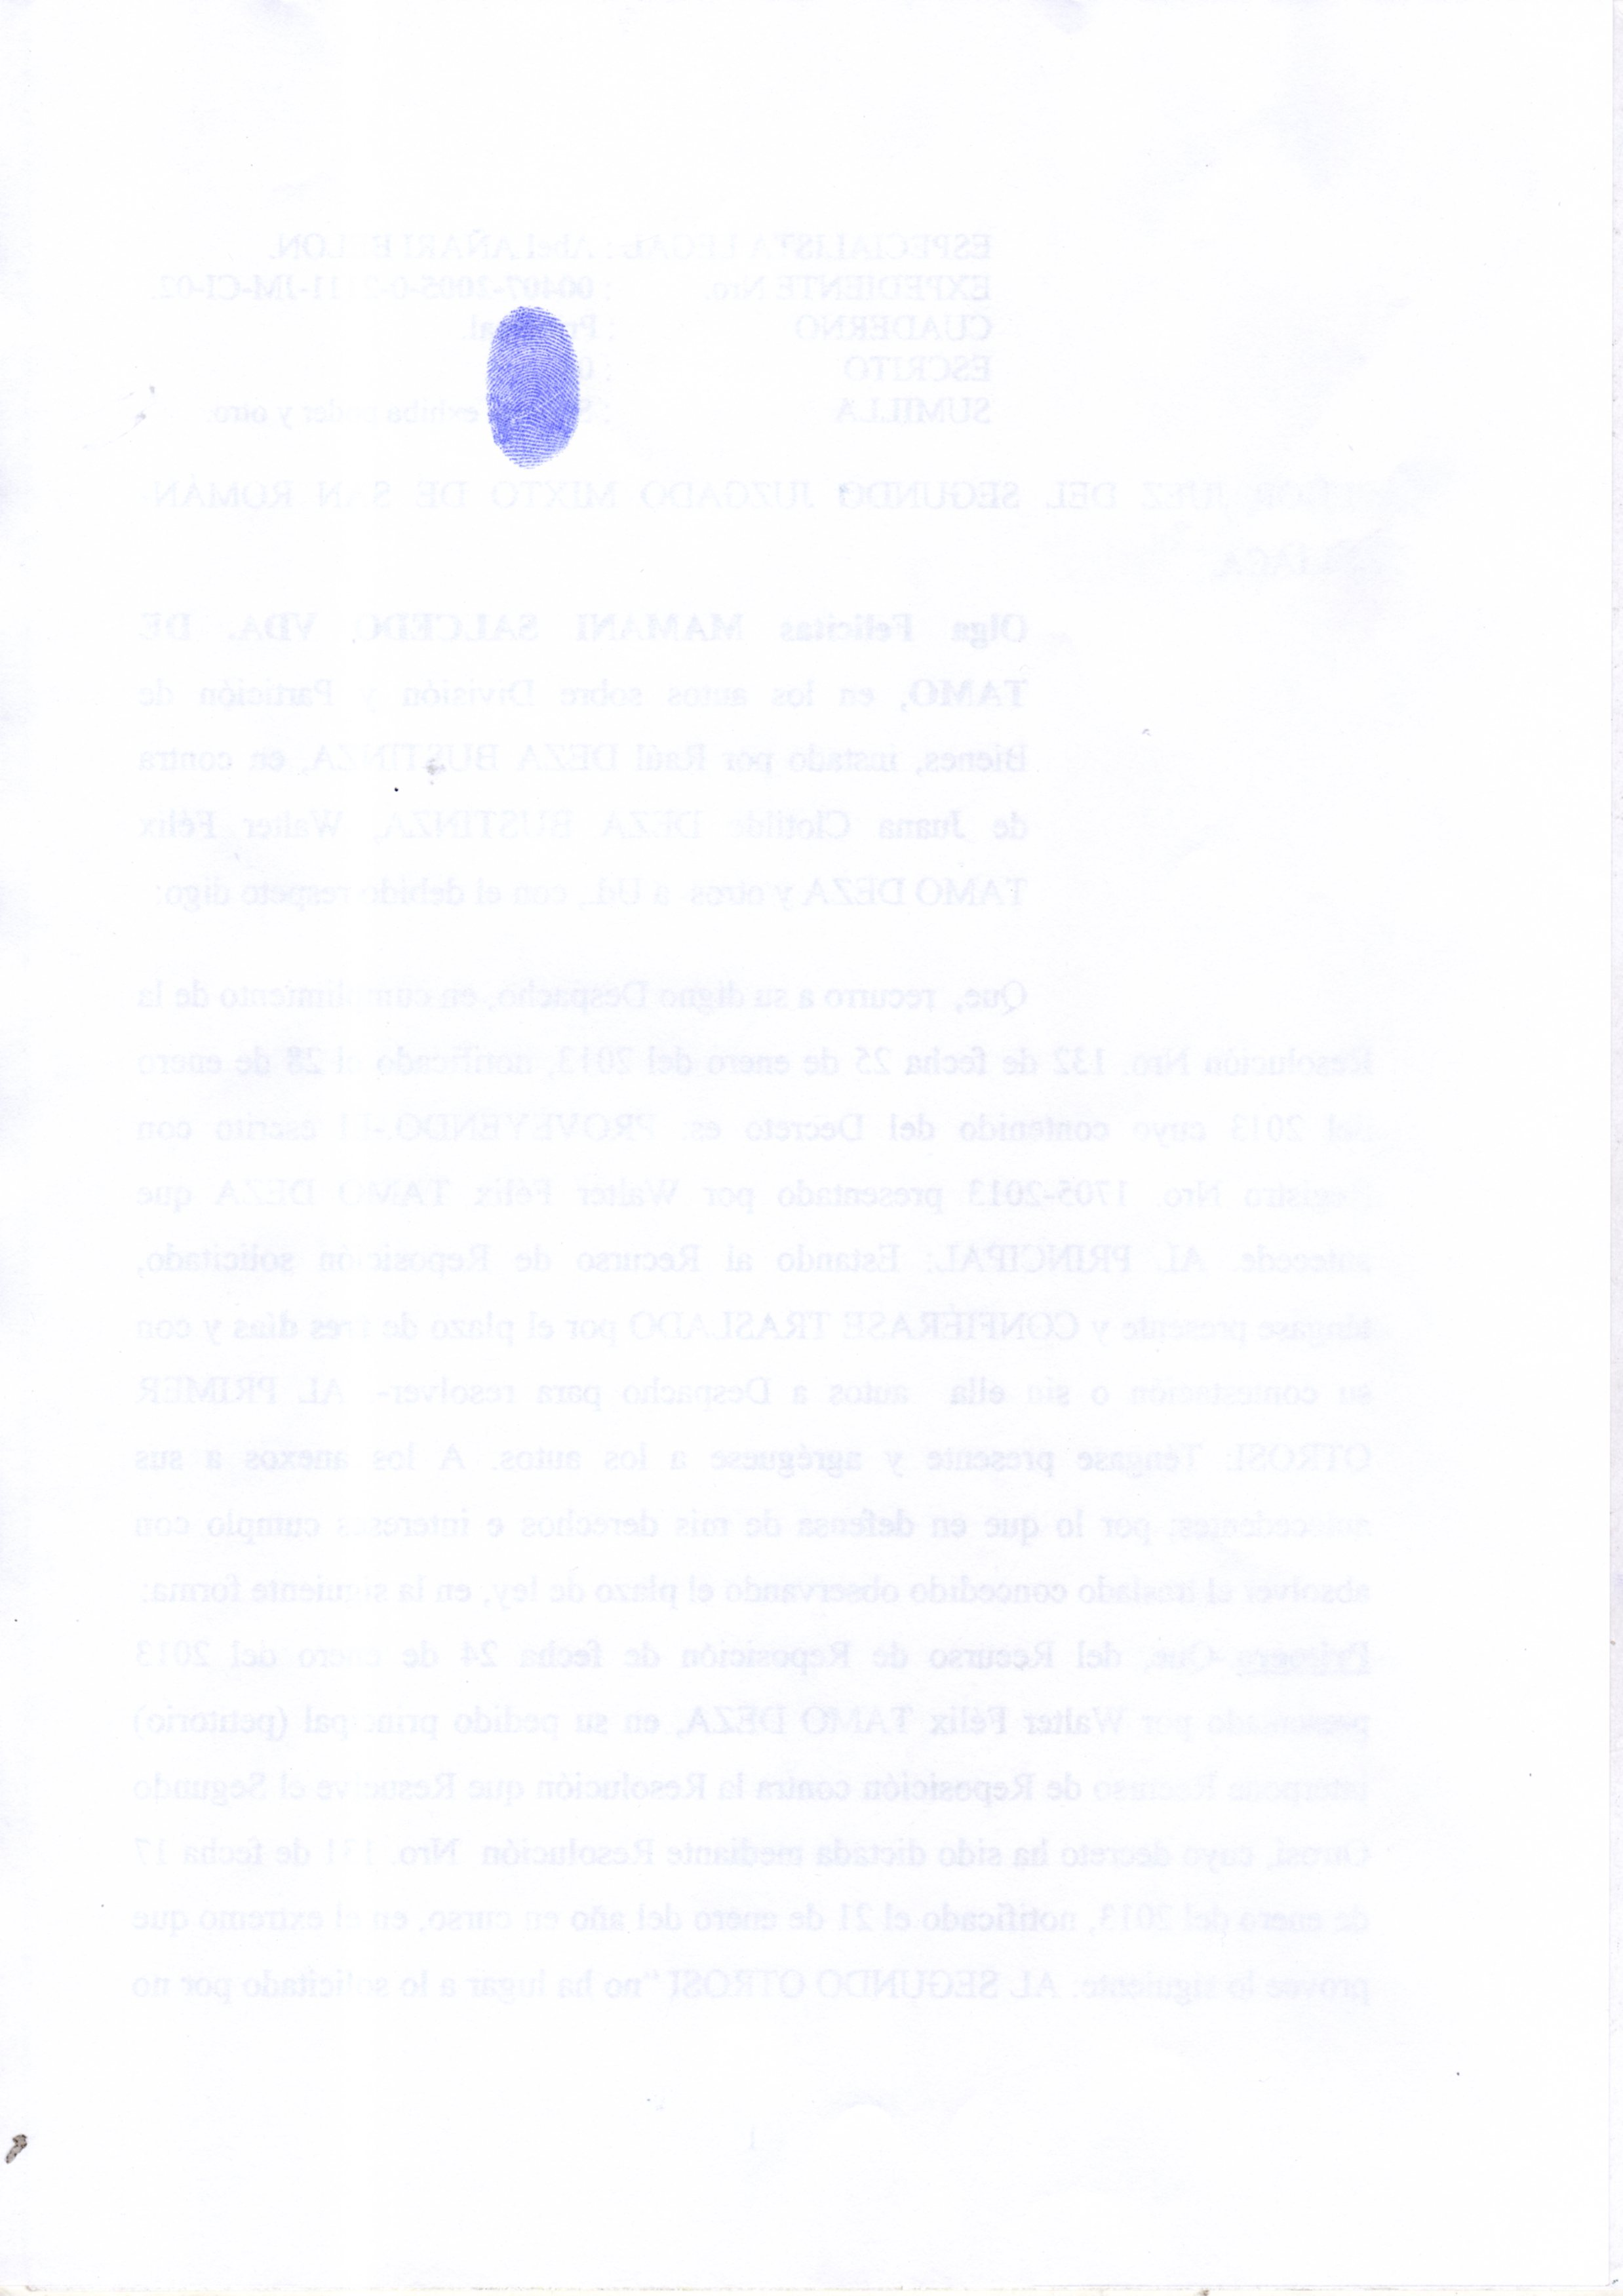 ESPECIALISTA LEGAL : Abel AÑARI
EXPEDIENTE Nro. : 00407-2005-0-2111-JM-CI-02.
CUADERNO :
ESCRITO :
SUMILLA : exhiba poder y otro.
JUEZ DEL SEGUNDO JUZGADO MIXTO DE SAN ROMÁN-
Olga Felicitas MAMANI SALCEDO VDA. DE
TAMO, en los autos sobre División y Partición de
Bienes, instado por Raúl DEZA BUSTINZA, en contra
de Juana Clotilde DEZA BUSTINZA, Walter Félix
TAMO DEZA y otros a Ud., con el debido respeto digo:
Que, recurro a su digno Despacho, en cumplimiento de la
Resolución Nro. 132 de fecha 25 de enero del 2013, notificado el 28 de enero
del 2013 cuyo contenido del Decreto es: PROVEYENDO.-El escrito con
Registro Nro. 1705-2013 presentado por Walter Félix TAMO DEZA que
antecede. AL PRINCIPAL: Estando al Recurso de Reposición solicitado,
téngase presente y CONFIÉRASE TRASLADO por el plazo de tres días y con
su contestación o sin ella autos a Despacho para resolver- AL PRIMER
OTROSI: Téngase presente y agréguese a los autos. A los anexos a sus
antecedentes; por lo que en defensa de mis derechos e intereses cumplo con
absolver el traslado concedido observando el plazo de ley, en la siguiente forma:
Primero Que, del Recurso de Reposición de fecha 24 de enero del 2013
presentado por Walter Félix TAMO DEZA, en su pedido principal (petitorio)
interpone Recurso de Reposición contra la Resolución que Resuelve el Segundo
Otrosí, cuyo decreto ha sido dictada mediante Resolución Nro. 131 de fecha 17
de enero del 2013, notificado el 21 de enero del año en curso, en el extremo que
provee lo siguiente: AL SEGUNDO OTROSI "no ha lugar a lo solicitado por no
1